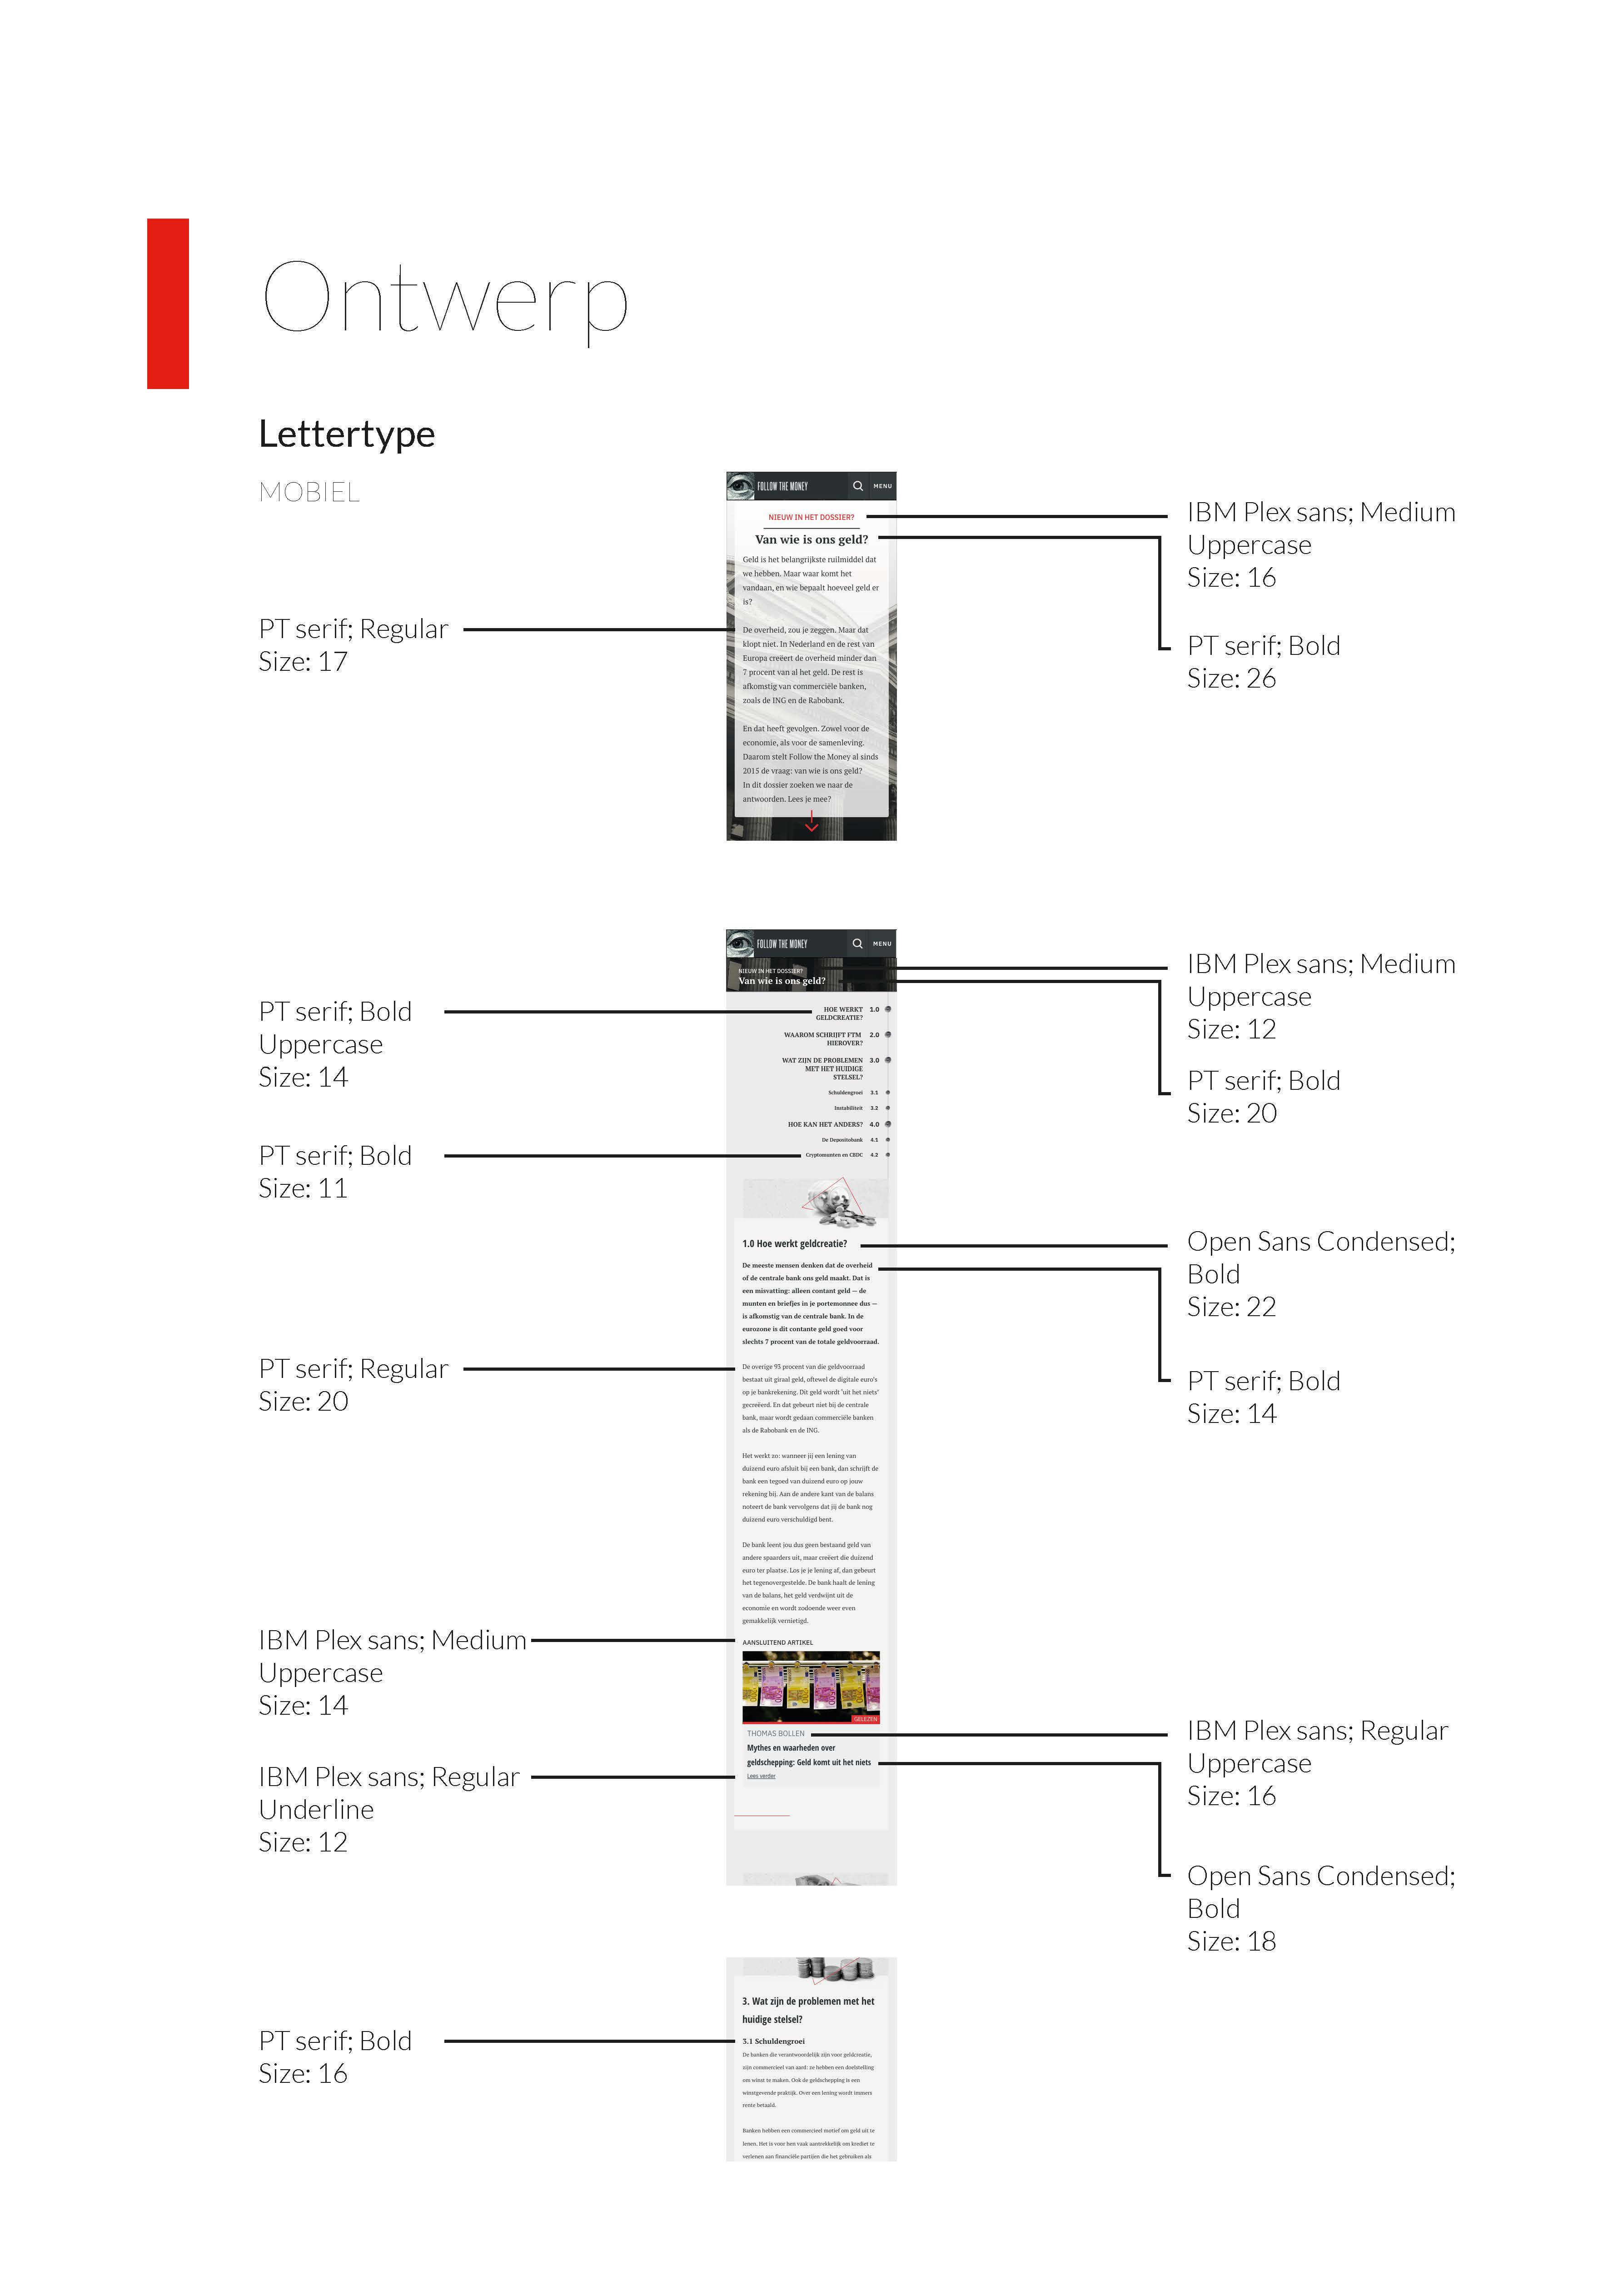 Ontwerp
Lettertype
MOBIEL
FOLLOW THE MONEY
MENU
NIEUW IN HET DOSSIER?
Van wie is ons geld?
Geld is het belangrijkste ruilmiddel dat
we hebben. Maar waar komt het
vandaan, en wie bepaalt hoeveel geld er
is?
De overheid, zou je zeggen. Maar dat
klopt niet. In Nederland en de rest van
Europa creëert de overheid minder dan
7 procent van al het geld. De rest is
afkomstig van commerciële banken,
zoals de ING en de Rabobank.
En dat heeft gevolgen. Zowel voor de
economie, als voor de samenleving.
Daarom stelt Follow the Money al sinds
2015 de vraag: van wie is ons geld?
In dit dossier zoeken we naar de
antwoorden. Lees je mee?
IBM Plex sans; Medium
Uppercase
Size: 16
PT serif; Regular
Size: 17
PT serif; Bold
Size: 26
FOLLOW THE MONEY
MENU
NIEUW IN HET DOSSIER?
Van wie is ons geld?
IBM Plex sans; Medium
Uppercase
Size: 12
PT serif; Bold
Uppercase
Size: 14
PT serif; Bold
Size: 20
HOE WERKT 1.0
GELDCREATIE?
WAAROM SCHRIJFT FTM 2.0
HIEROVER?
WAT ZIJN DE PROBLEMEN 3.0
MET HET HUIDIGE
STELSEL?
Schuldengroei 3.1
Instabiliteit 3.2
HOE KAN HET ANDERS? 4.0
De Depositobank 4.1
Cryptomunten en CBDC 4.2
PT serif; Bold
Size: 11
1.0 Hoe werkt geldcreatie?
Open Sans Condensed;
Bold
Size: 22
De meeste mensen denken dat de overheid
of de centrale bank ons geld maakt. Dat is
een misvatting: alleen contant geld — de
munten en briefjes in je portemonnee dus —
is afkomstig van de centrale bank. In de
eurozone is dit contante geld goed voor
slechts 7 procent van de totale geldvoorraad.
PT serif; Regular
Size: 20
PT serif; Bold
Size: 14
De overige 93 procent van die geldvoorraad
bestaat uit giraal geld, oftewel de digitale euro's
op je bankrekening. Dit geld wordt 'uit het niets'
gecreëerd. En dat gebeurt niet bij de centrale
bank, maar wordt gedaan commerciële banken
als de Rabobank en de ING.
Het werkt zo: wanneer jij een lening van
duizend euro afsluit bij een bank, dan schrijft de
bank een tegoed van duizend euro op jouw
rekening bij. Aan de andere kant van de balans
noteert de bank vervolgens dat jij de bank nog
duizend euro verschuldigd bent.
De bank leent jou dus geen bestaand geld van
andere spaarders uit, maar creëert die duizend
euro ter plaatse. Los je je lening af, dan gebeurt
het tegenovergestelde. De bank haalt de lening
van de balans, het geld verdwijnt uit de
economie en wordt zodoende weer even
gemakkelijk vernietigd.
IBM Plex sans; Medium
Uppercase
Size: 14
AANSLUITEND ARTIKEL
GELEZEN
THOMAS BOLLEN
Mythes en waarheden over
geldschepping: Geld komt uit het niets
Lees verder
IBM Plex sans; Regular
Uppercase
Size: 16
IBM Plex sans; Regular
Underline
Size: 12
Open Sans Condensed;
Bold
Size: 18
3. Wat zijn de problemen met het
huidige stelsel?
3.1 Schuldengroei
PT serif; Bold
Size: 16
De banken die verantwoordelijk zijn voor geldcreatie,
zijn commercieel van aard: ze hebben een doelstelling
om winst te maken. Ook de geldschepping is een
winstgevende praktijk. Over een lening wordt immers
rente betaald.
Banken hebben een commercieel motief om geld uit te
lenen. Het is voor hen vaak aantrekkelijk om krediet te
verlenen aan financiële partijen die het gebruiken als